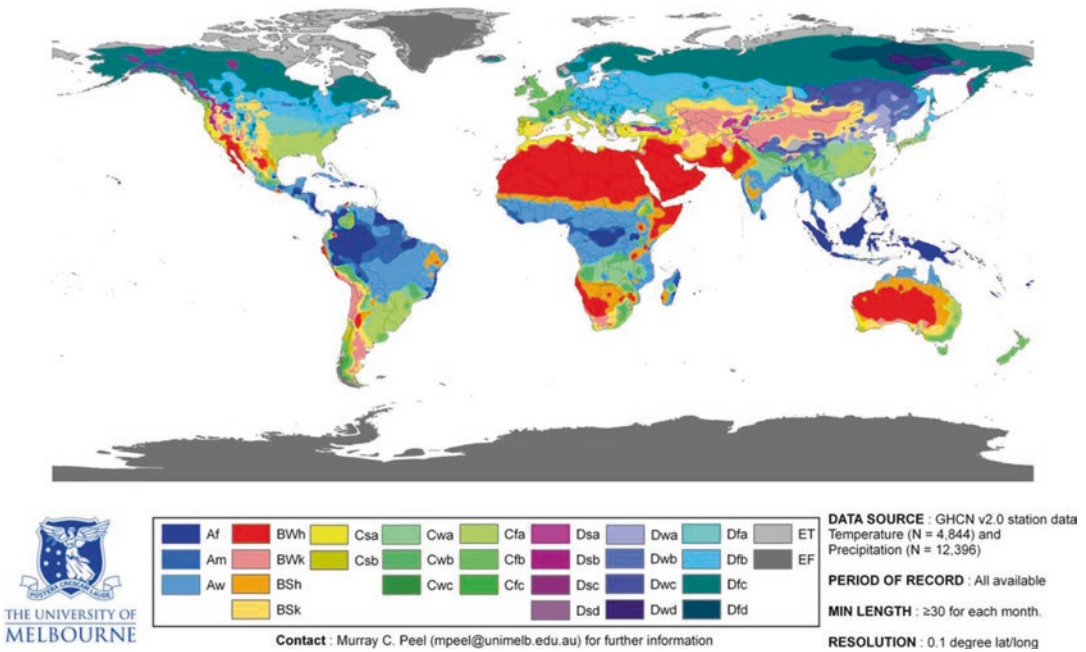 Af
Am
Aw
BWh
BWk
BSh
BSk
Csa
Csb
Cwa
Cwb
Cwc
Cfa
Cfb
Cfc
Dsa
Dsb
Dsc
Dsd
Dwa
Dwb
Dwc
Dwd
Dfa
Dfb
Dfc
Dfd
ET
EF
POSTERA CRESCAM LAUDE
THE UNIVERSITY OF
MELBOURNE
Contact : Murray C. Peel (mpeel@unimelb.edu.au) for further information
DATA SOURCE : GHCN v2.0 station data
Temperature (N = 4,844) and
Precipitation (N = 12,396)
PERIOD OF RECORD : All available
MIN LENGTH : ≥30 for each month.
RESOLUTION : 0.1 degree lat/long